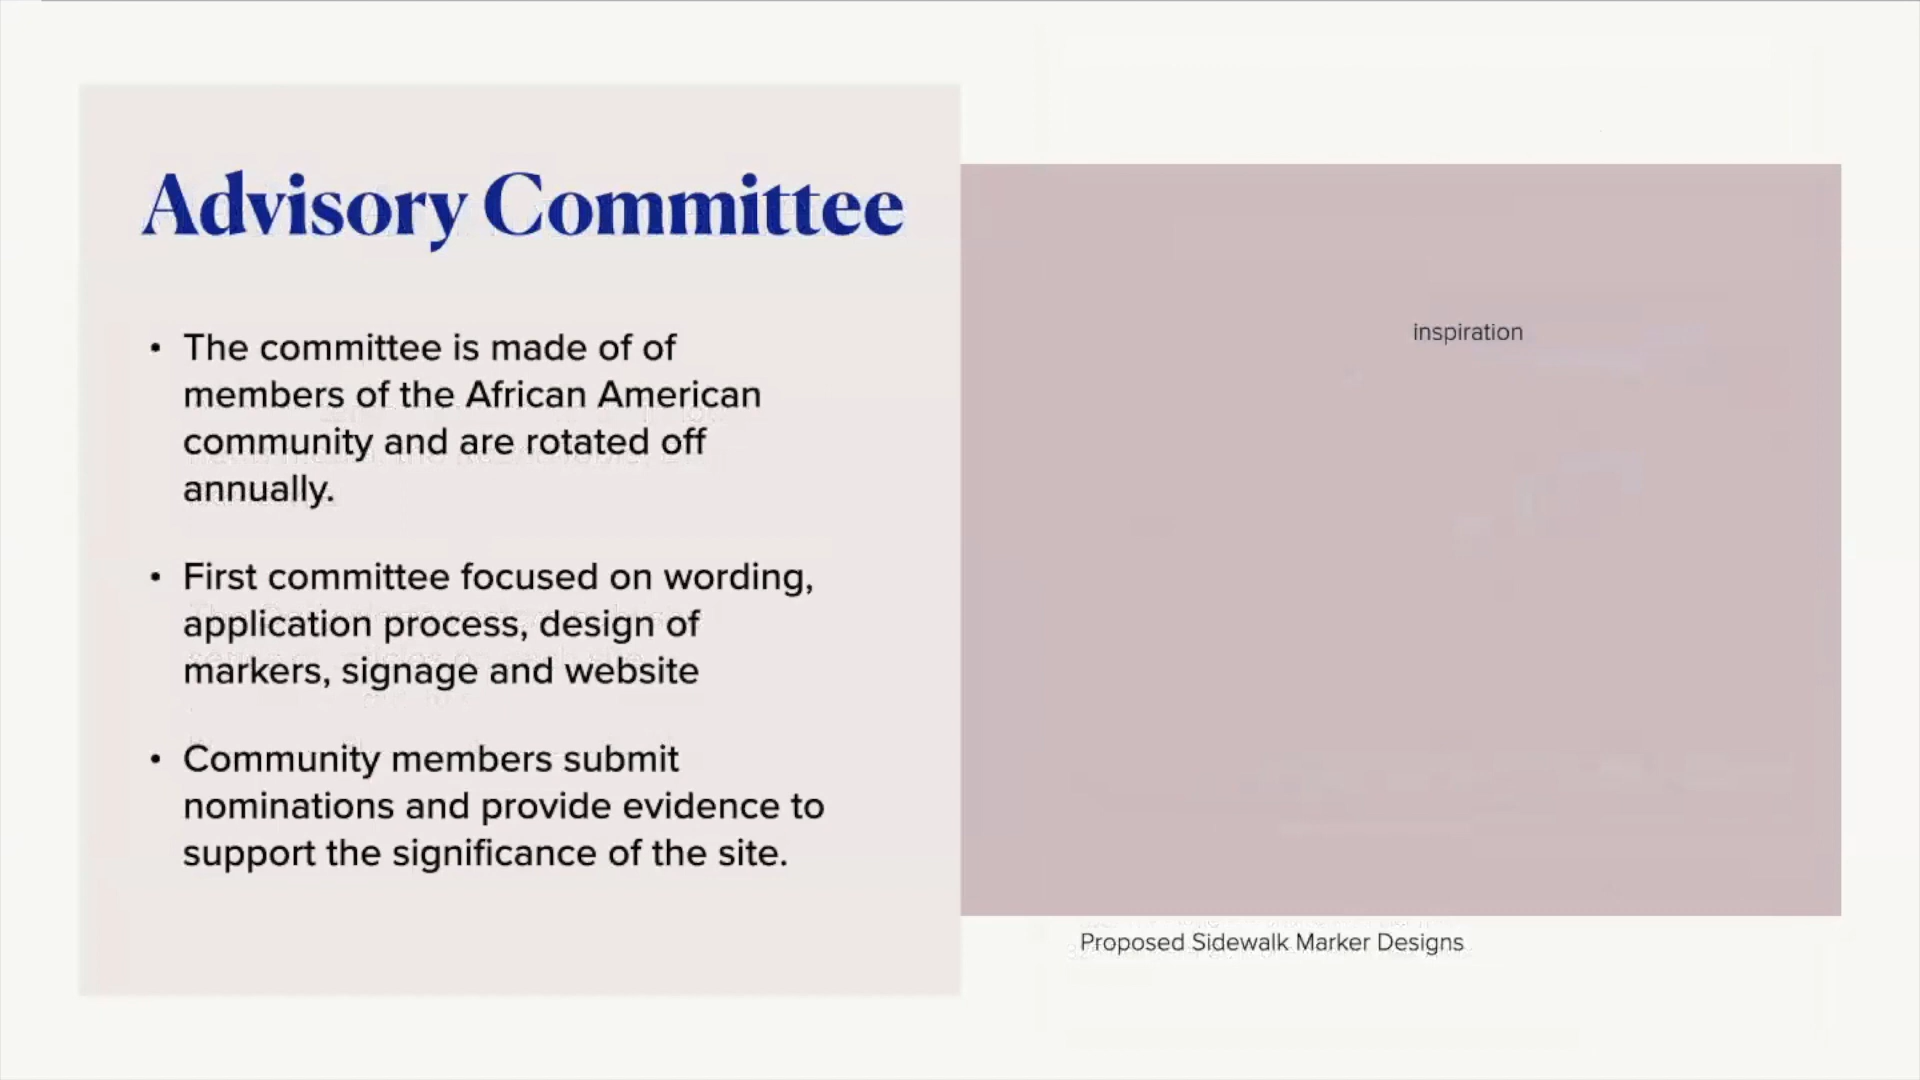 Advisory Committee
• The committee is made of of
members of the African American
community and are rotated off
annually.
• First committee focused on wording,
application process, design of
markers, signage and website
• Community members submit
nominations and provide evidence to
support the significance of the site.
inspiration
Proposed Sidewalk Marker Designs